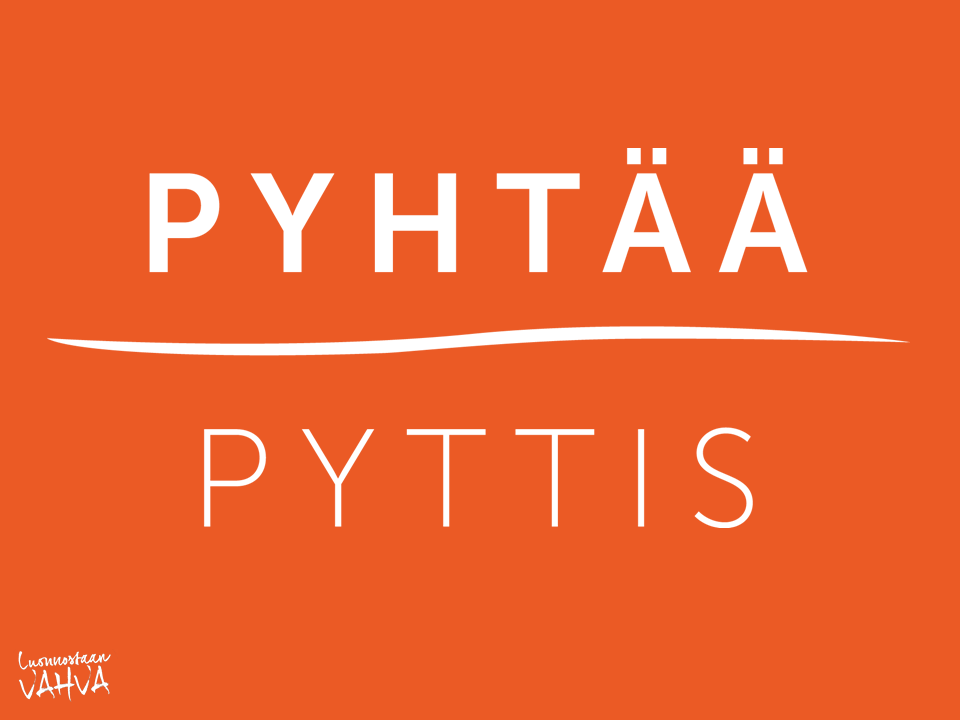 PYHTÄÄ
PYTTIS
Luonnostaan
VAHVA